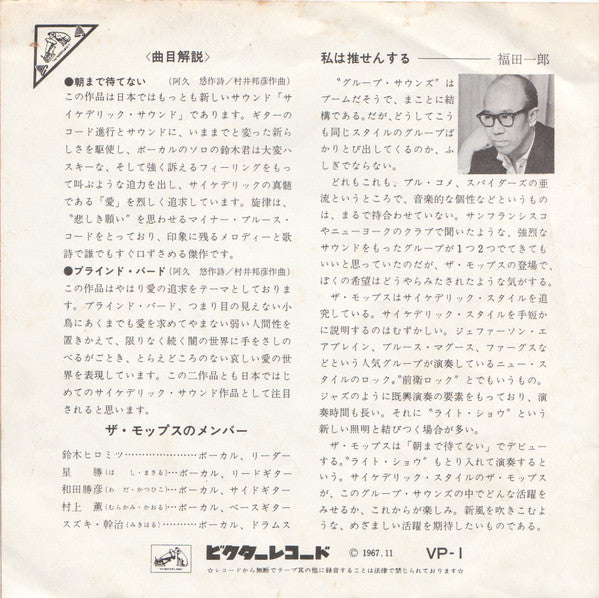 〈曲目解説〉
●朝まで待てない (阿久 悠作詩/村井邦彦作曲)
この作品は日本ではもっとも新しいサウンド「サ
イケデリック・サウンド」であります。ギターの
コード進行とサウンドに、いままでと変った新ら
しさを駆使し、ボーカルのソロの鈴木君は大変ハ
スキーな、そして強く訴えるフィーリングをもっ
て叫ぶような迫力を出し、サイケデリックの真髄
である「愛」を烈しく追求しています。旋律は、
“悲しき願い”を思わせるマイナー・ブルース・
コードをとっており、印象に残るメロディーと歌
詩で誰でもすぐ口ずさめる傑作です。
●ブラインド・バード (阿久 悠作詩/村井邦彦作曲)
この作品はやはり愛の追求をテーマとしておりま
す。ブラインド・バード、つまり目の見えない小
鳥にあくまでも愛を求めてやまない弱い人間性を
置きかえて、限りなく続く闇の世界に手をさしの
べるがごとき、とらえどころのない哀しい愛の世
界を表現しています。この二作品とも日本ではじ
めてのサイケデリック・サウンド作品として注目
されると思います。
ザ・モップスのメンバー
鈴木ヒロミツ………ボーカル、リーダー
星 勝(ほ し・まさる)…ボーカル、リードギター
和田勝彦(わ だ・かつひこ)…ボーカル、サイドギター
村上 薫(むらかみ・かおる)…ボーカル、ベースギター
スズキ・幹治(みきはる)………ボーカル、ドラムス
私は推せんする――――福田一郎
“グループ・サウンズ”は
ブームだそうで、まことに結
構である。だが、どうしてこう
も同じスタイルのグループば
かりとび出してくるのか、ふ
しぎでならない。
どれもこれも、ブル・コメ、スパイダーズの亜
流というところで、音楽的な個性などというもの
は、まるで持合わせていない。サンフランシスコ
やニューヨークのクラブで聞いたような、強烈な
サウンドをもったグループが1つ2つでてきても
いいと思っていたのだが、ザ・モップスの登場で、
ぼくの希望はどうやらみたされたような気がする。
ザ・モップスはサイケデリック・スタイルを追
究している。サイケデリック・スタイルを手短か
に説明するのはむずかしい。ジェファーソン・エ
アプレイン、ブルース・マグース、ファーグスな
どという人気グループが演奏しているニュー・ス
タイルのロック。“前衛ロック”とでもいうもの。
ジャズのように既興演奏の要素をもっており、演
奏時間も長い。それに“ライト・ショウ”という
新しい照明と結びつく場合が多い。
ザ・モップスは「朝まで待てない」でデビュー
する。“ライト・ショウ”もとり入れて演奏すると
いう。サイケデリック・スタイルのザ・モップス
が、このグループ・サウンズの中でどんな活躍を
みせるか、これからが楽しみ。新風を吹きこむよ
うな、めざましい活躍を期待したいものである。
ビクターレコード © 1967.11 VP-1
☆レコードから無断でテープ其の他に録音することは法律で禁じられております☆